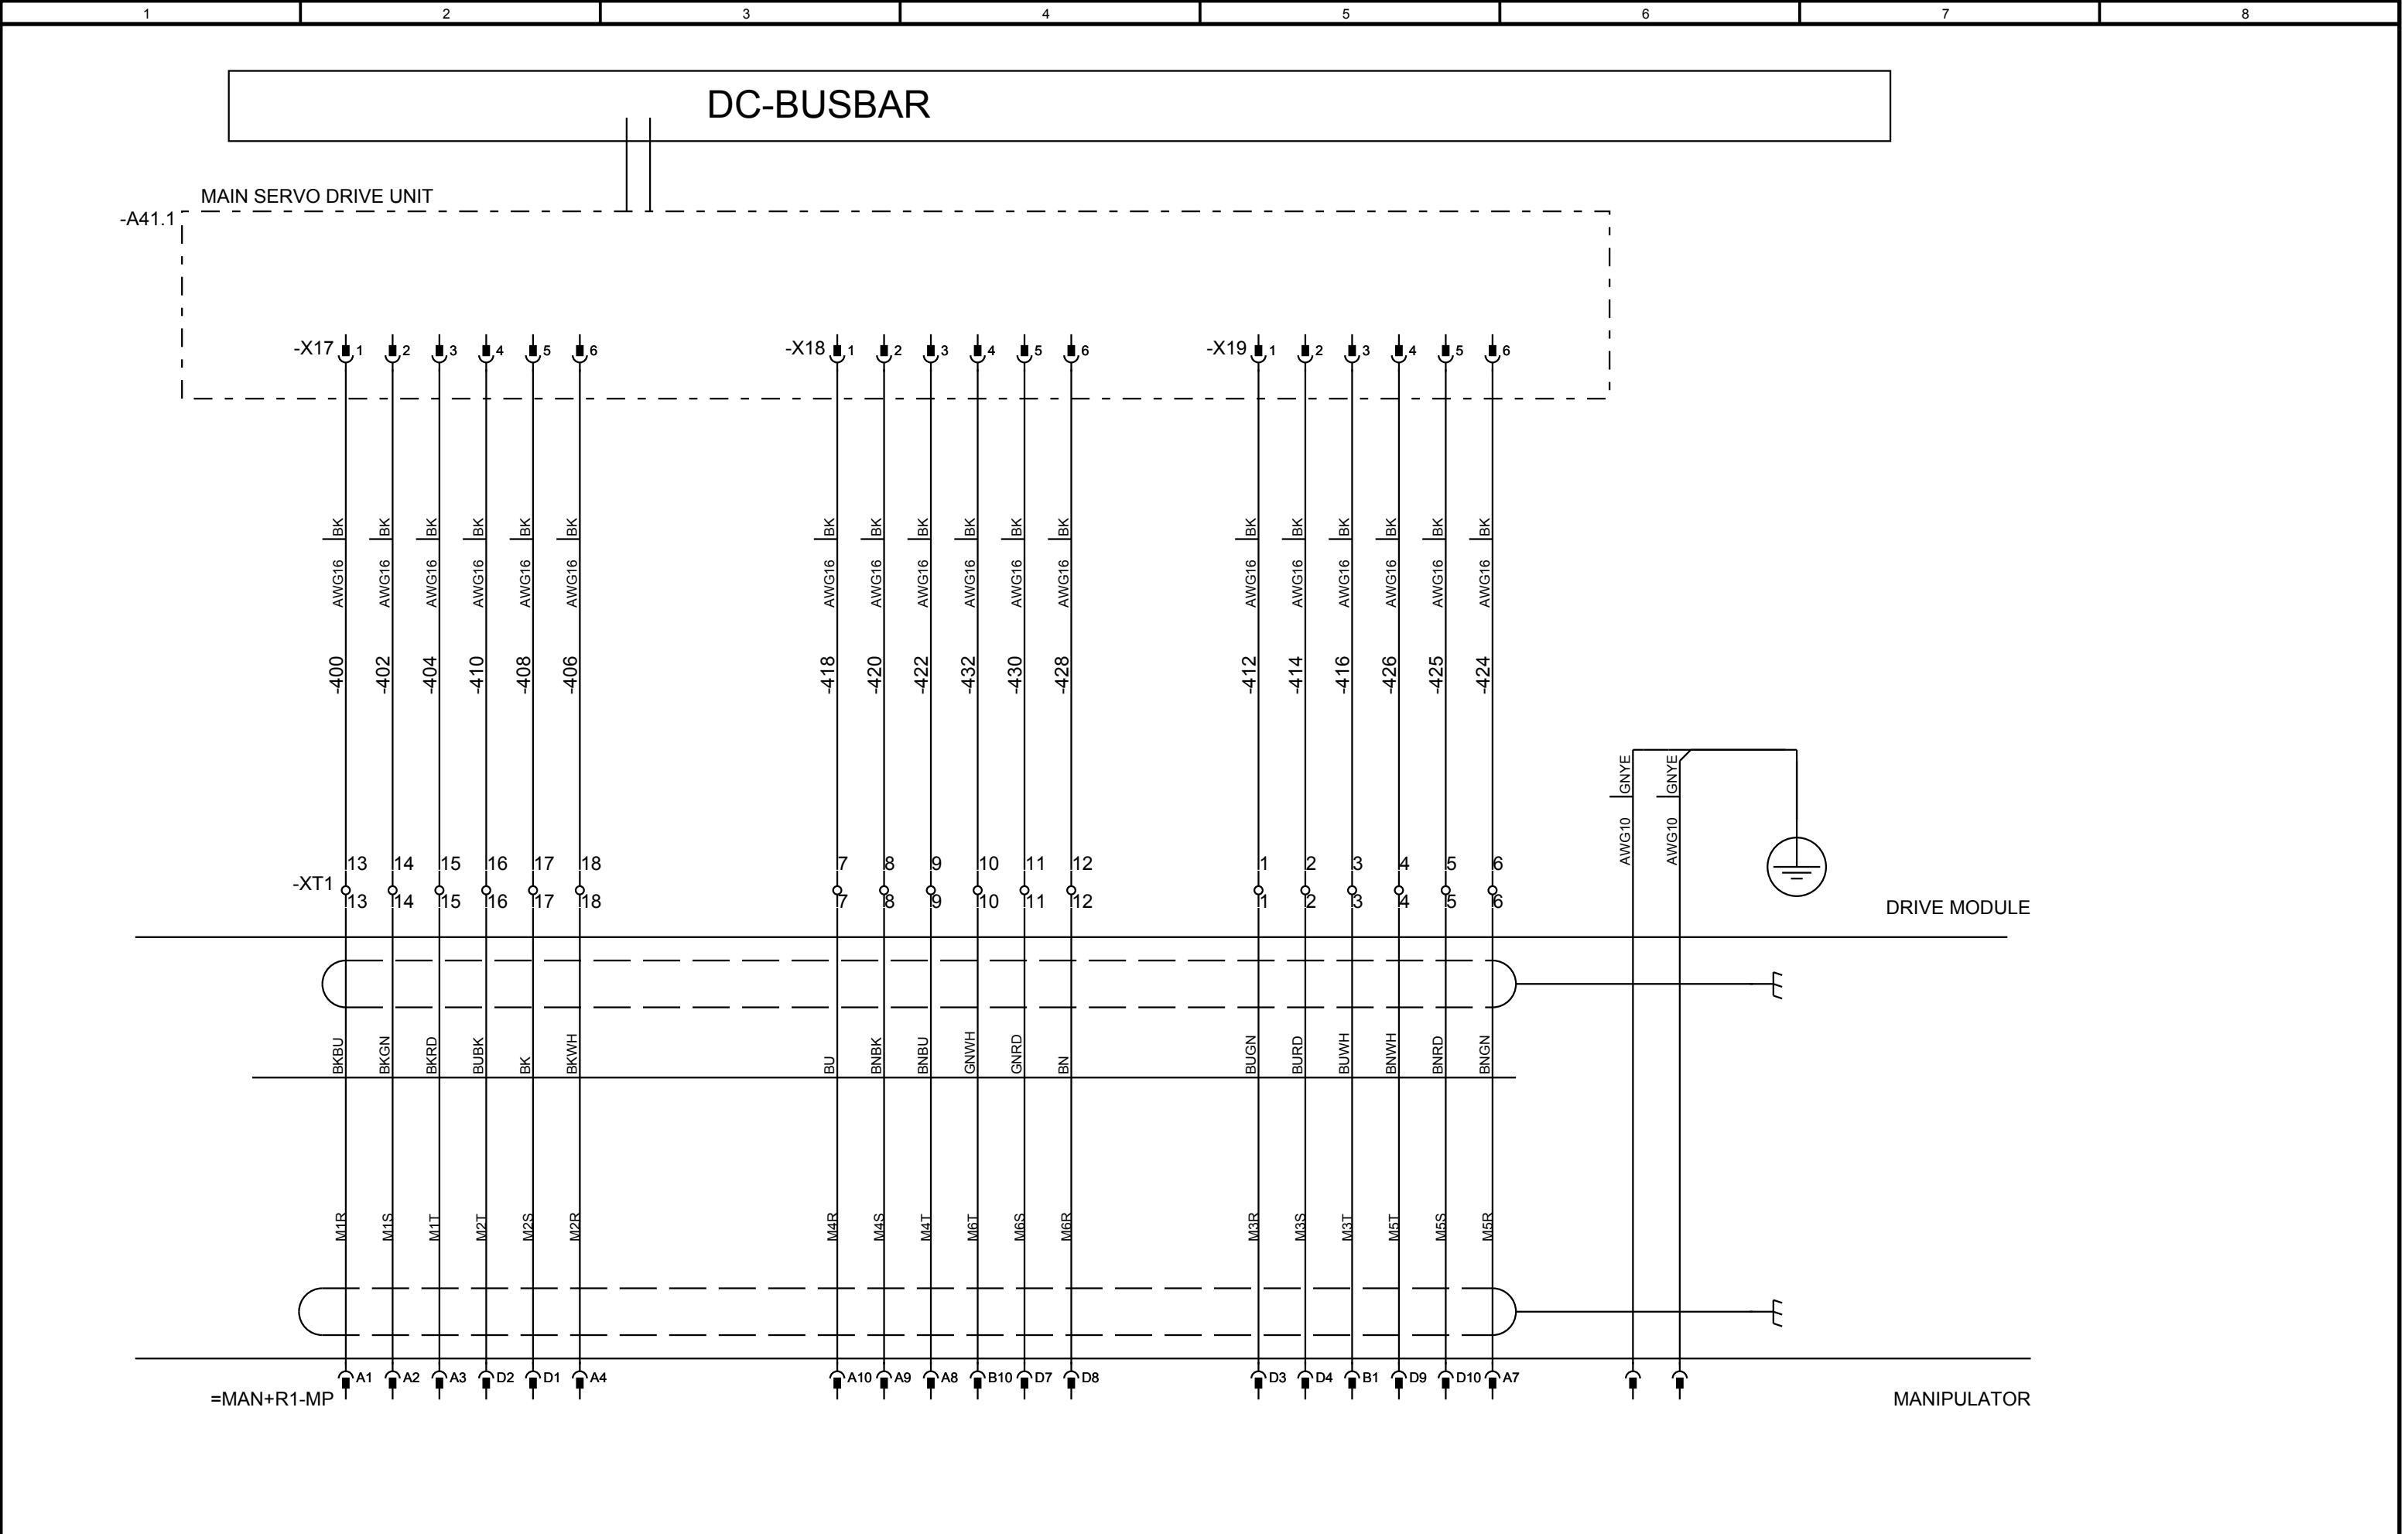 1 2 3 4 5 6 7 8
DC-BUSBAR
MAIN SERVO DRIVE UNIT
-A41.1
-X17 1 2 3 4 5 6 -X18 1 2 3 4 5 6 -X19 1 2 3 4 5 6
BK BK BK BK BK BK BK BK BK BK BK BK BK BK BK BK BK BK
AWG16 AWG16 AWG16 AWG16 AWG16 AWG16 AWG16 AWG16 AWG16 AWG16 AWG16 AWG16 AWG16 AWG16 AWG16 AWG16 AWG16 AWG16
-400 -402 -404 -410 -408 -406 -418 -420 -422 -432 -430 -428 -412 -414 -416 -426 -425 -424
GNYE GNYE
AWG10 AWG10
13 14 15 16 17 18 7 8 9 10 11 12 1 2 3 4 5 6
-XT1
13 14 15 16 17 18 7 8 9 10 11 12 1 2 3 4 5 6
DRIVE MODULE
BKBU BKGN BKRD BUBK BK BKWH BU BNBK BNBU GNWH GNRD BN BUGN BURD BUWH BNWH BNRD BNGN
M1R M1S M1T M2T M2S M2R M4R M4S M4T M6T M6S M6R M3R M3S M3T M5T M5S M5R
A1 A2 A3 D2 D1 A4 A10 A9 A8 B10 D7 D8 D3 D4 B1 D9 D10 A7
=MAN+R1-MP
MANIPULATOR